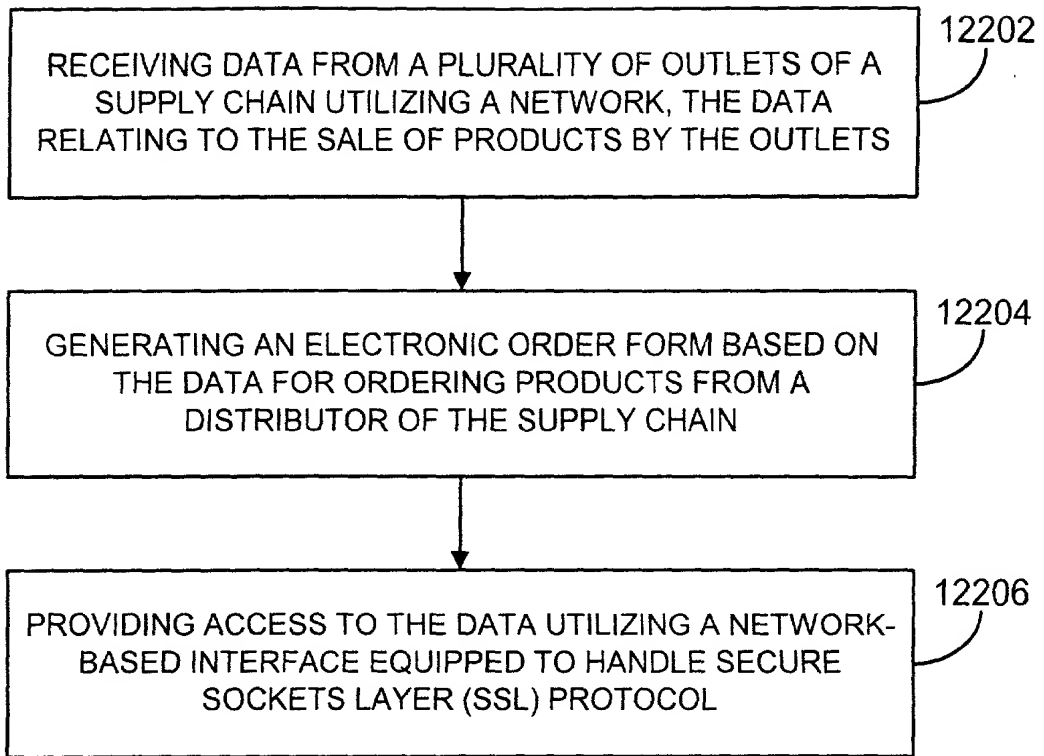 12202
RECEIVING DATA FROM A PLURALITY OF OUTLETS OF A
SUPPLY CHAIN UTILIZING A NETWORK, THE DATA
RELATING TO THE SALE OF PRODUCTS BY THE OUTLETS
12204
GENERATING AN ELECTRONIC ORDER FORM BASED ON
THE DATA FOR ORDERING PRODUCTS FROM A
DISTRIBUTOR OF THE SUPPLY CHAIN
12206
PROVIDING ACCESS TO THE DATA UTILIZING A NETWORK-
BASED INTERFACE EQUIPPED TO HANDLE SECURE
SOCKETS LAYER (SSL) PROTOCOL